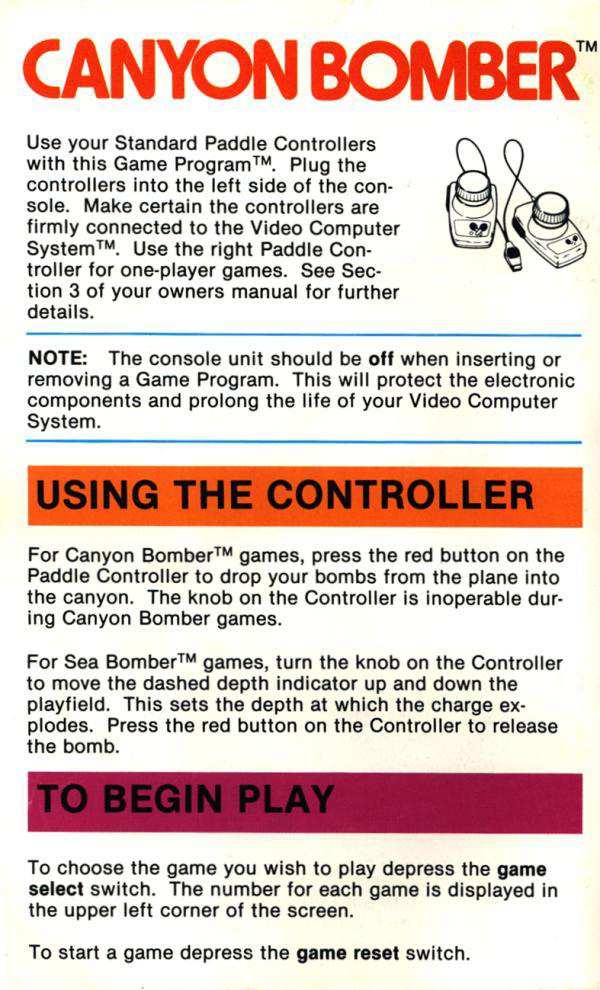 CANYON BOMBER™
Use your Standard Paddle Controllers
with this Game Program™. Plug the
controllers into the left side of the con-
sole. Make certain the controllers are
firmly connected to the Video Computer
System™. Use the right Paddle Con-
troller for one-player games. See Sec-
tion 3 of your owners manual for further
details.
NOTE: The console unit should be off when inserting or
removing a Game Program. This will protect the electronic
components and prolong the life of your Video Computer
System.
USING THE CONTROLLER
For Canyon Bomber™ games, press the red button on the
Paddle Controller to drop your bombs from the plane into
the canyon. The knob on the Controller is inoperable dur-
ing Canyon Bomber games.
For Sea Bomber™ games, turn the knob on the Controller
to move the dashed depth indicator up and down the
playfield. This sets the depth at which the charge ex-
plodes. Press the red button on the Controller to release
the bomb.
TO BEGIN PLAY
To choose the game you wish to play depress the game
select switch. The number for each game is displayed in
the upper left corner of the screen.
To start a game depress the game reset switch.